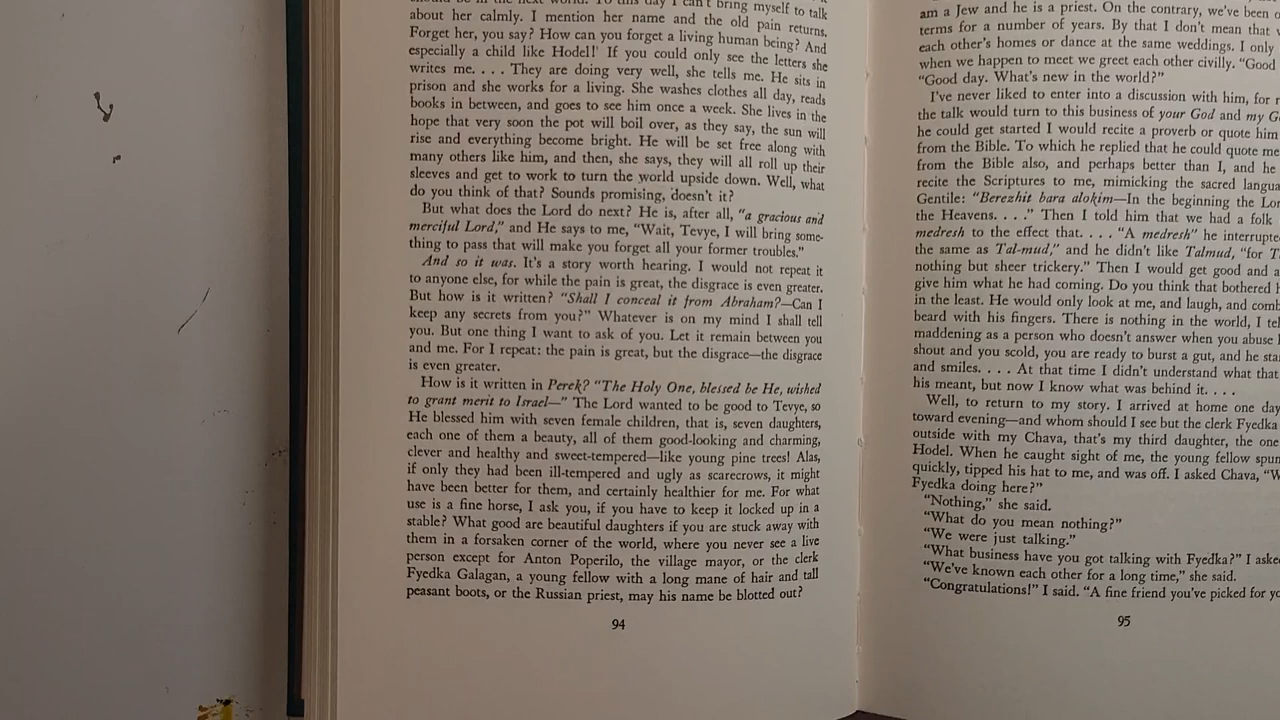 should be in the next world. To this day I can't bring myself to talk
about her calmly. I mention her name and the old pain returns.
Forget her, you say? How can you forget a living human being? And
especially a child like Hodel!' If you could only see the letters she
writes me. . . . They are doing very well, she tells me. He sits in
prison and she works for a living. She washes clothes all day, reads
books in between, and goes to see him once a week. She lives in the
hope that very soon the pot will boil over, as they say, the sun will
rise and everything become bright. He will be set free along with
many others like him, and then, she says, they will all roll up their
sleeves and get to work to turn the world upside down. Well, what
do you think of that? Sounds promising, doesn't it?
But what does the Lord do next? He is, after all, "a gracious and
merciful Lord," and He says to me, "Wait, Tevye, I will bring some-
thing to pass that will make you forget all your former troubles."
And so it was. It's a story worth hearing. I would not repeat it
to anyone else, for while the pain is great, the disgrace is even greater.
But how is it written? "Shall I conceal it from Abraham?—Can I
keep any secrets from you?" Whatever is on my mind I shall tell
you. But one thing I want to ask of you. Let it remain between you
and me. For I repeat: the pain is great, but the disgrace—the disgrace
is even greater.
How is it written in Perek? "The Holy One, blessed be He, wished
to grant merit to Israel—" The Lord wanted to be good to Tevye, so
He blessed him with seven female children, that is, seven daughters,
each one of them a beauty, all of them good-looking and charming,
clever and healthy and sweet-tempered—like young pine trees! Alas,
if only they had been ill-tempered and ugly as scarecrows, it might
have been better for them, and certainly healthier for me. For what
use is a fine horse, I ask you, if you have to keep it locked up in a
stable? What good are beautiful daughters if you are stuck away with
them in a forsaken corner of the world, where you never see a live
person except for Anton Poperilo, the village mayor, or the clerk
Fyedka Galagan, a young fellow with a long mane of hair and tall
peasant boots, or the Russian priest, may his name be blotted out?
94
am a Jew and he is a priest. On the contrary, we've been
terms for a number of years. By that I don't mean that
each other's homes or dance at the same weddings. I only
when we happen to meet we greet each other civilly. "Good
"Good day. What's new in the world?"
I've never liked to enter into a discussion with him, for
the talk would turn to this business of your God and my
he could get started I would recite a proverb or quote him
from the Bible. To which he replied that he could quote me
from the Bible also, and perhaps better than I, and he
recite the Scriptures to me, mimicking the sacred
Gentile: "Berezhit bara alokim—In the beginning the
the Heavens. . . ." Then I told him that we had a folk
medresh to the effect that. . . . "A medresh" he
the same as Tal-mud," and he didn't like Talmud, "for
nothing but sheer trickery." Then I would get good and
give him what he had coming. Do you think that bothered
in the least. He would only look at me, and laugh, and
beard with his fingers. There is nothing in the world, I
maddening as a person who doesn't answer when you abuse
shout and you scold, you are ready to burst a gut, and he
and smiles. . . . At that time I didn't understand what that
his meant, but now I know what was behind it. . . .
Well, to return to my story. I arrived at home one day
toward evening—and whom should I see but the clerk Fyedka
outside with my Chava, that's my third daughter, the one
Hodel. When he caught sight of me, the young fellow
quickly, tipped his hat to me, and was off. I asked Chava,
Fyedka doing here?"
"Nothing," she said.
"What do you mean nothing?"
"We were just talking."
"What business have you got talking with Fyedka?" I
"We've known each other for a long time," she said.
"Congratulations!" I said. "A fine friend you've picked for
95